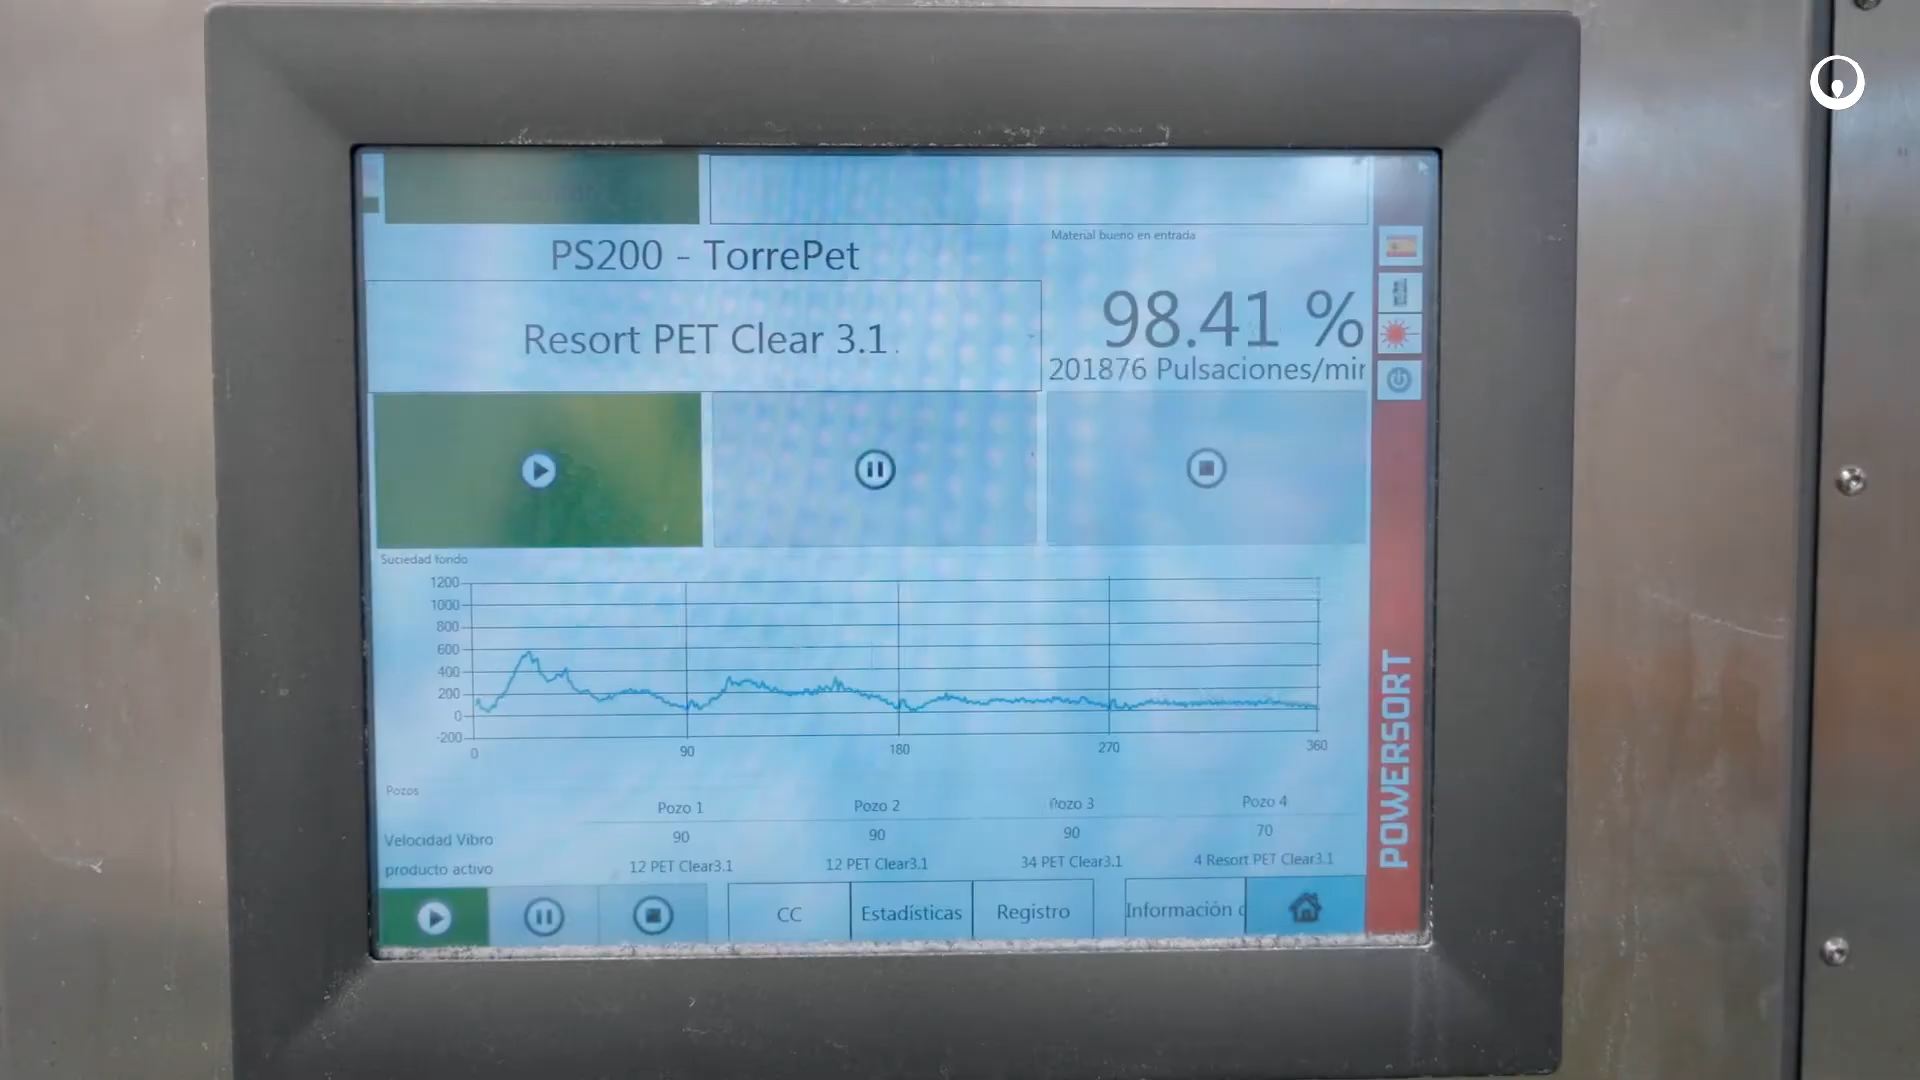 PS200 - TorrePet
Material bueno en entrada
Resort PET Clear 3.1
98.41 %
201876 Pulsaciones/min
Suciedad fondo
1200
1000
800
600
400
200
0
-200
0 90 180 270 360
Pozos
Pozo 1 Pozo 2 Pozo 3 Pozo 4
Velocidad Vibro 90 90 90 70
producto activo 12 PET Clear3.1 12 PET Clear3.1 34 PET Clear3.1 4 Resort PET Clear3.1
CC Estadísticas Registro Información
POWERSORT